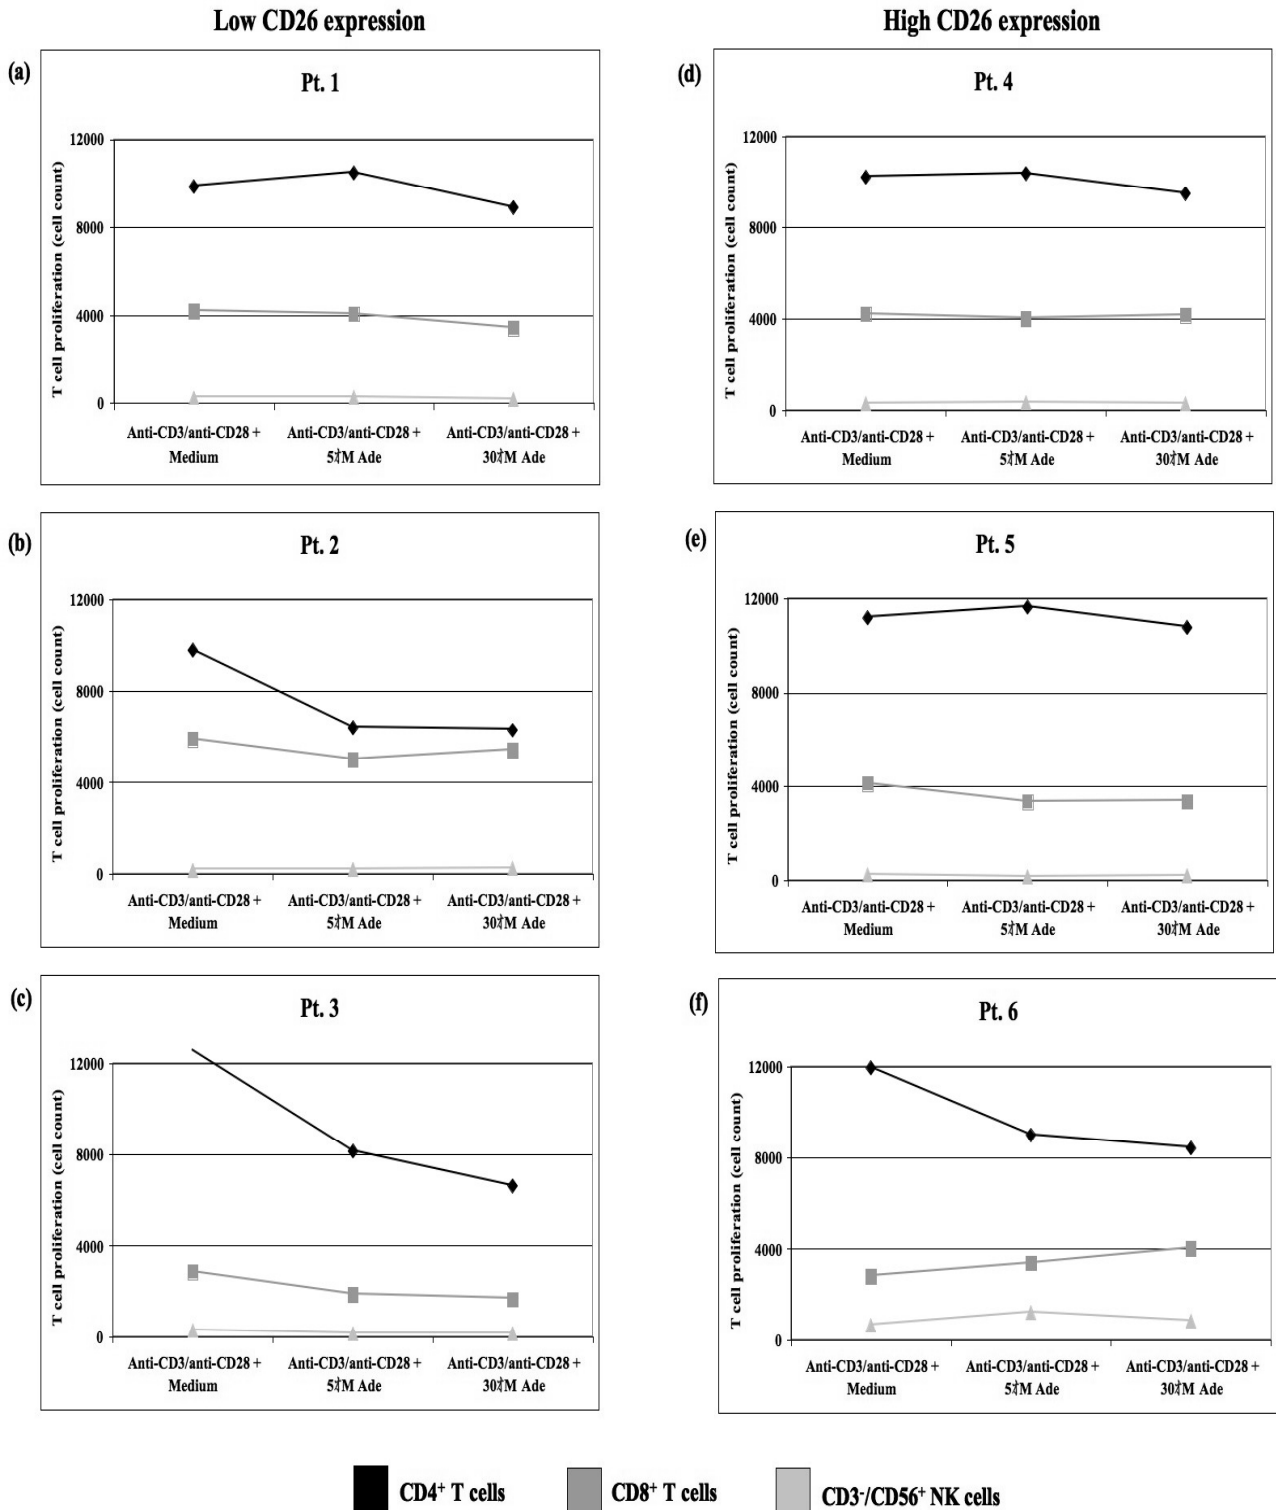 Low CD26 expression
High CD26 expression
(a)
Pt. 1
T cell proliferation (cell count)
12000
8000
4000
0
Anti-CD3/anti-CD28 +
Medium
Anti-CD3/anti-CD28 +
Ade
Anti-CD3/anti-CD28 +
Ade
(d)
Pt. 4
T cell proliferation (cell count)
12000
8000
4000
0
Anti-CD3/anti-CD28 +
Medium
Anti-CD3/anti-CD28 +
Ade
Anti-CD3/anti-CD28 +
Ade
(b)
Pt. 2
T cell proliferation (cell count)
12000
8000
4000
0
Anti-CD3/anti-CD28 +
Medium
Anti-CD3/anti-CD28 +
Ade
Anti-CD3/anti-CD28 +
Ade
(e)
Pt. 5
T cell proliferation (cell count)
12000
8000
4000
0
Anti-CD3/anti-CD28 +
Medium
Anti-CD3/anti-CD28 +
Ade
Anti-CD3/anti-CD28 +
Ade
(c)
Pt. 3
T cell proliferation (cell count)
12000
8000
4000
0
Anti-CD3/anti-CD28 +
Medium
Anti-CD3/anti-CD28 +
Ade
Anti-CD3/anti-CD28 +
Ade
(f)
Pt. 6
T cell proliferation (cell count)
12000
8000
4000
0
Anti-CD3/anti-CD28 +
Medium
Anti-CD3/anti-CD28 +
Ade
Anti-CD3/anti-CD28 +
Ade
CD4⁺ T cells
CD8⁺ T cells
CD3⁻/CD56⁺ NK cells